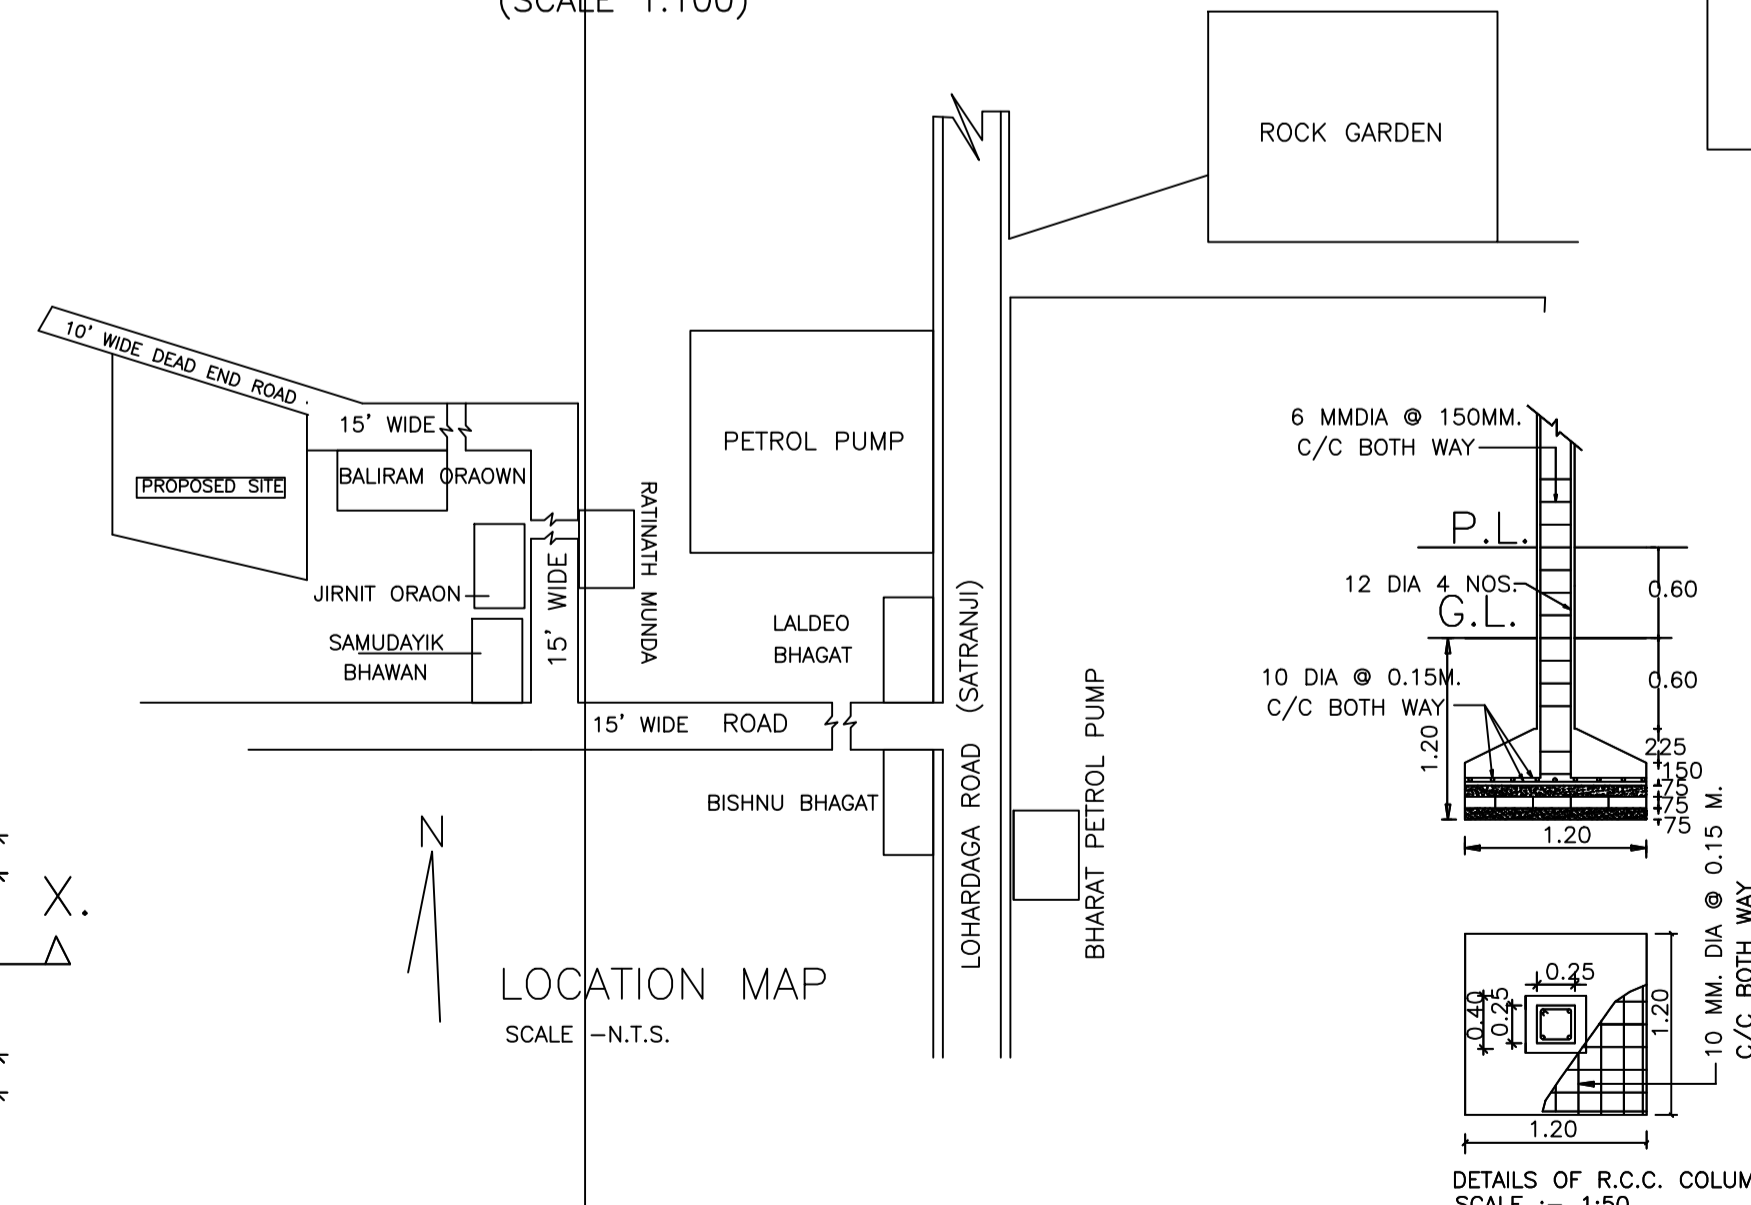 (SCALE 1:100)
ROCK GARDEN
10' WIDE DEAD END ROAD
15' WIDE
PETROL PUMP
BALIRAM ORAOWN
PROPOSED SITE
RATINATH MUNDA
JIRNIT ORAON
15' WIDE
SAMUDAYIK
BHAWAN
LALDEO
BHAGAT
15' WIDE ROAD
BISHNU BHAGAT
LOHARDAGA ROAD (SATRANJI)
BHARAT PETROL PUMP
N
X.
LOCATION MAP
SCALE -N.T.S.
6 MMDIA @ 150MM.
C/C BOTH WAY
P.L.
12 DIA 4 NOS.
0.60
G.L.
10 DIA @ 0.15M.
C/C BOTH WAY
0.60
1.20
225
150
75
75
75
1.20
10 MM. DIA @ 0.15 M.
C/C BOTH WAY
0.25
0.40
0.25
1.20
1.20
DETAILS OF R.C.C. COLUM
SCALE :- 1:50